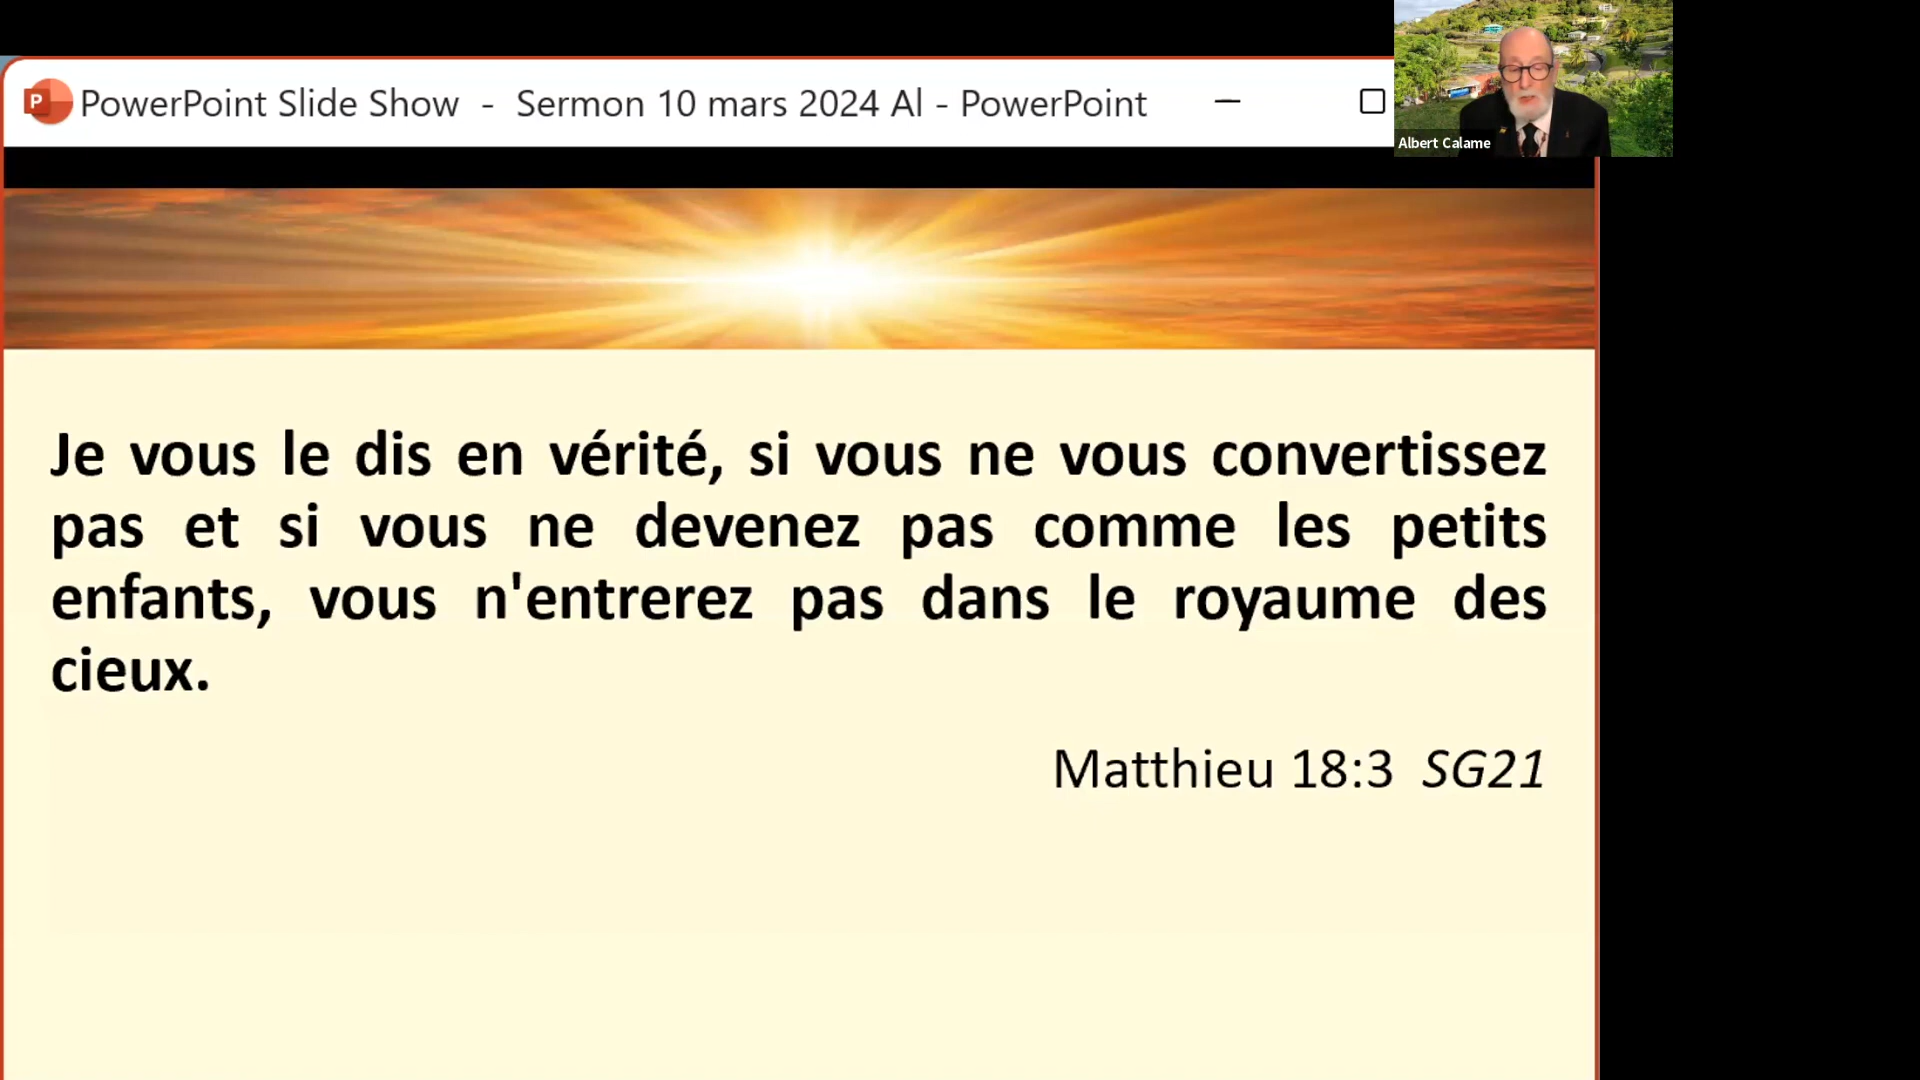 P PowerPoint Slide Show - Sermon 10 mars 2024 Al - PowerPoint
Albert Calame
Je vous le dis en vérité, si vous ne vous convertissez
pas et si vous ne devenez pas comme les petits
enfants, vous n'entrerez pas dans le royaume des
cieux.
Matthieu 18:3 SG21